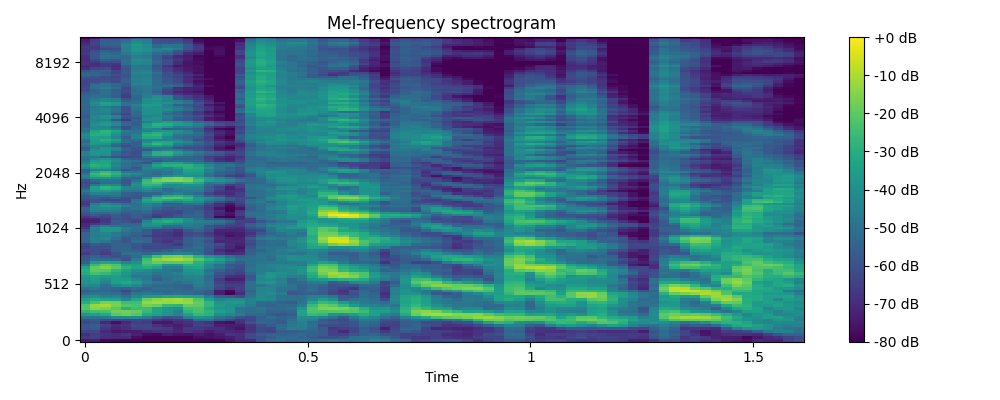 Mel-frequency spectrogram
8192
4096
2048
1024
512
0
Hz
0
0.5
1
1.5
Time
+0 dB
-10 dB
-20 dB
-30 dB
-40 dB
-50 dB
-60 dB
-70 dB
-80 dB